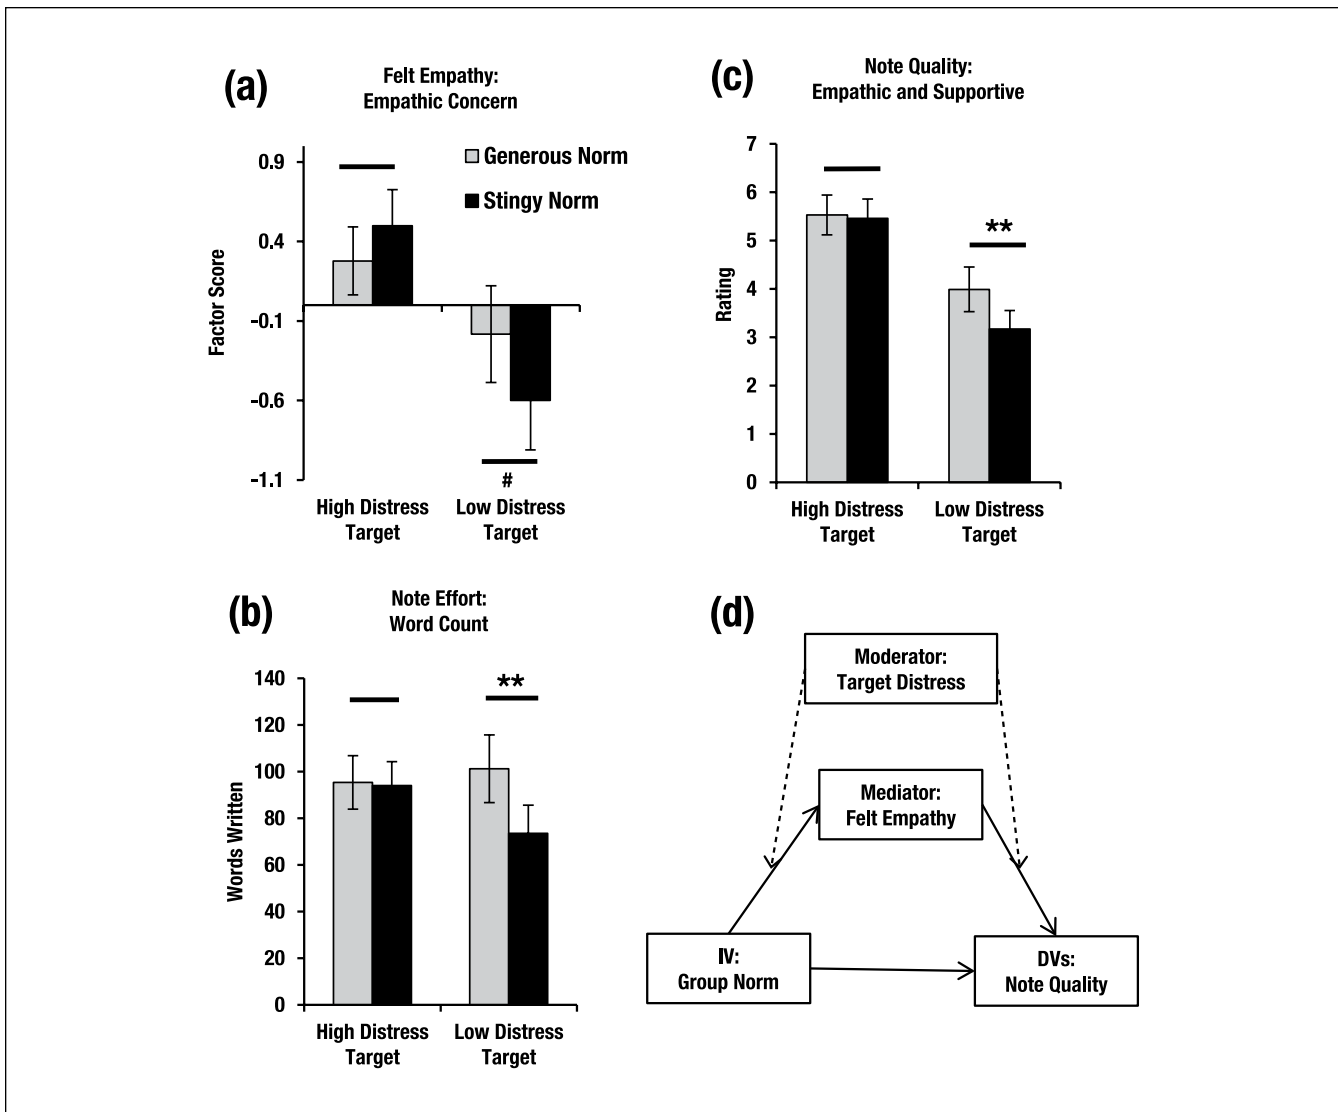 (a)
Felt Empathy:
Empathic Concern
Generous Norm
Stingy Norm
Factor Score
0.9
0.4
-0.1
-0.6
-1.1
#
High Distress
Target
Low Distress
Target
(c)
Note Quality:
Empathic and Supportive
Rating
7
6
5
4
3
2
1
0
**
High Distress
Target
Low Distress
Target
(b)
Note Effort:
Word Count
Words Written
140
120
100
80
60
40
20
0
**
High Distress
Target
Low Distress
Target
(d)
Moderator:
Target Distress
Mediator:
Felt Empathy
IV:
Group Norm
DVs:
Note Quality